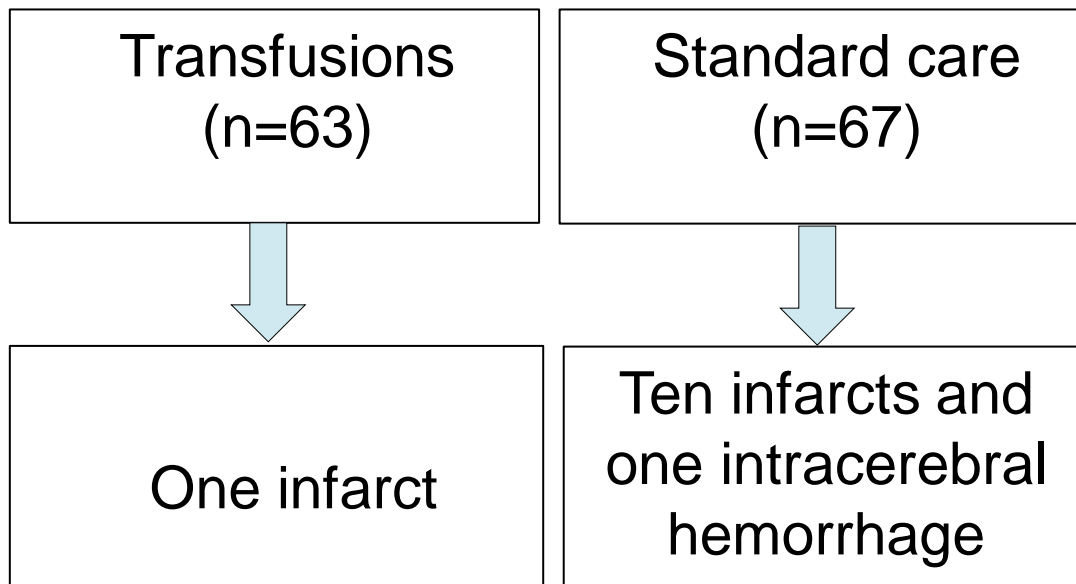 Transfusions
(n=63)
Standard care
(n=67)
One infarct
Ten infarcts and
one intracerebral
hemorrhage